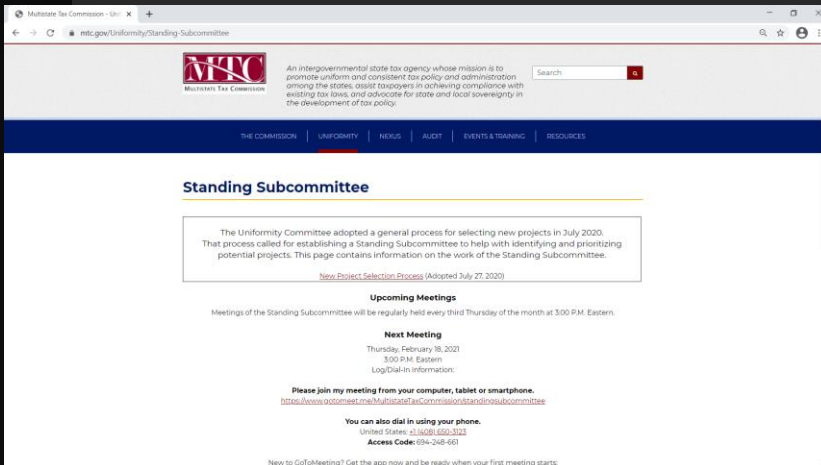 Multistate Tax Commission - Uni
mtc.gov/Uniformity/Standing-Subcommittee
MTC
MULTISTATE TAX COMMISSION
An intergovernmental state tax agency whose mission is to
promote uniform and consistent tax policy and administration
among the states, assist taxpayers in achieving compliance with
existing tax laws, and advocate for state and local sovereignty in
the development of tax policy.
Search
THE COMMISSION
UNIFORMITY
NEXUS
AUDIT
EVENTS & TRAINING
RESOURCES
Standing Subcommittee
The Uniformity Committee adopted a general process for selecting new projects in July 2020.
That process called for establishing a Standing Subcommittee to help with identifying and prioritizing
potential projects. This page contains information on the work of the Standing Subcommittee.
New Project Selection Process (Adopted July 27, 2020)
Upcoming Meetings
Meetings of the Standing Subcommittee will be regularly held every third Thursday of the month at 3:00 P.M. Eastern.
Next Meeting
Thursday, February 18, 2021
3:00 P.M. Eastern
Log/Dial-In Information:
Please join my meeting from your computer, tablet or smartphone.
https://www.gotomeet.me/MultistateTaxCommission/standingsubcommittee
You can also dial in using your phone.
United States: +1 (408) 650-3123
Access Code: 694-248-661
New to GoToMeeting? Get the app now and be ready when your first meeting starts: